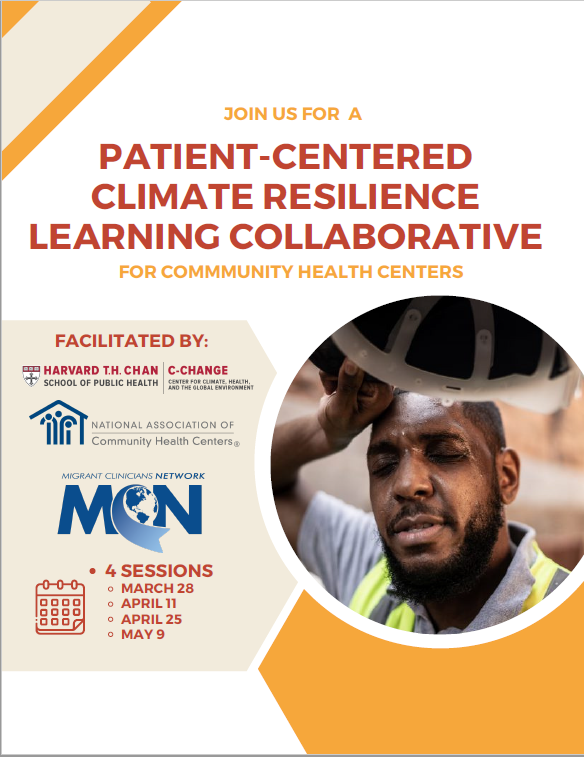 JOIN US FOR A
PATIENT-CENTERED
CLIMATE RESILIENCE
LEARNING COLLABORATIVE
FOR COMMMUNITY HEALTH CENTERS
FACILITATED BY:
HARVARD T.H. CHAN
SCHOOL OF PUBLIC HEALTH
C-CHANGE
CENTER FOR CLIMATE, HEALTH,
AND THE GLOBAL ENVIRONMENT
NATIONAL ASSOCIATION OF
Community Health Centers®
MIGRANT CLINICIANS NETWORK
MCN
• 4 SESSIONS
○ MARCH 28
○ APRIL 11
○ APRIL 25
○ MAY 9